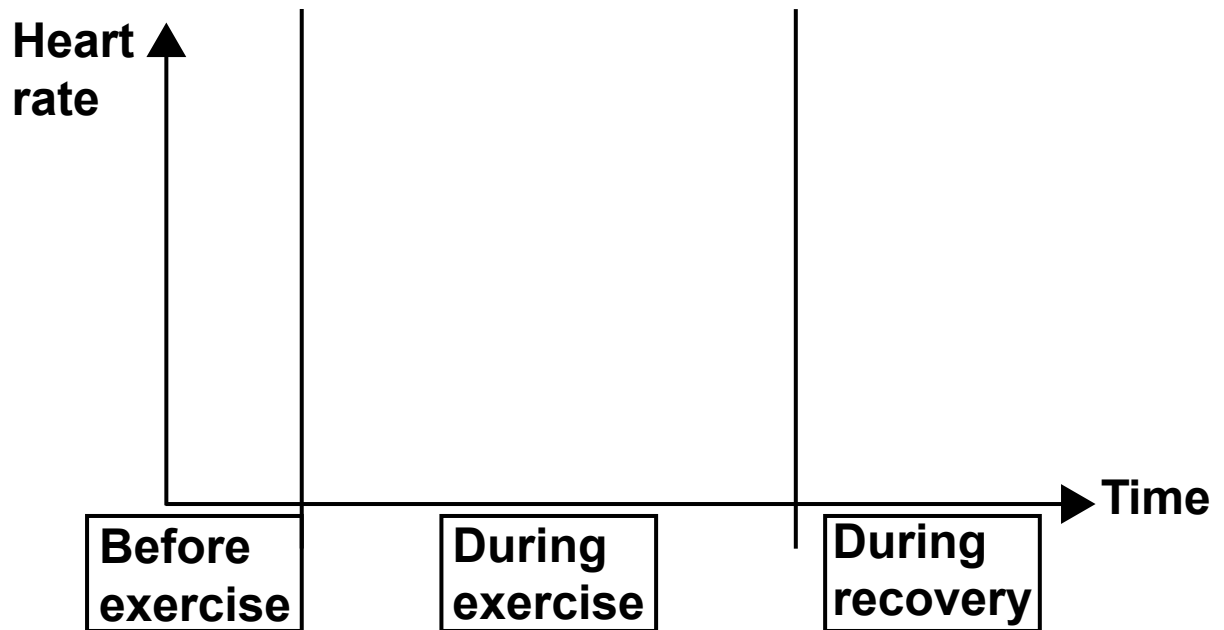 Heart
rate
Time
Before
exercise
During
exercise
During
recovery